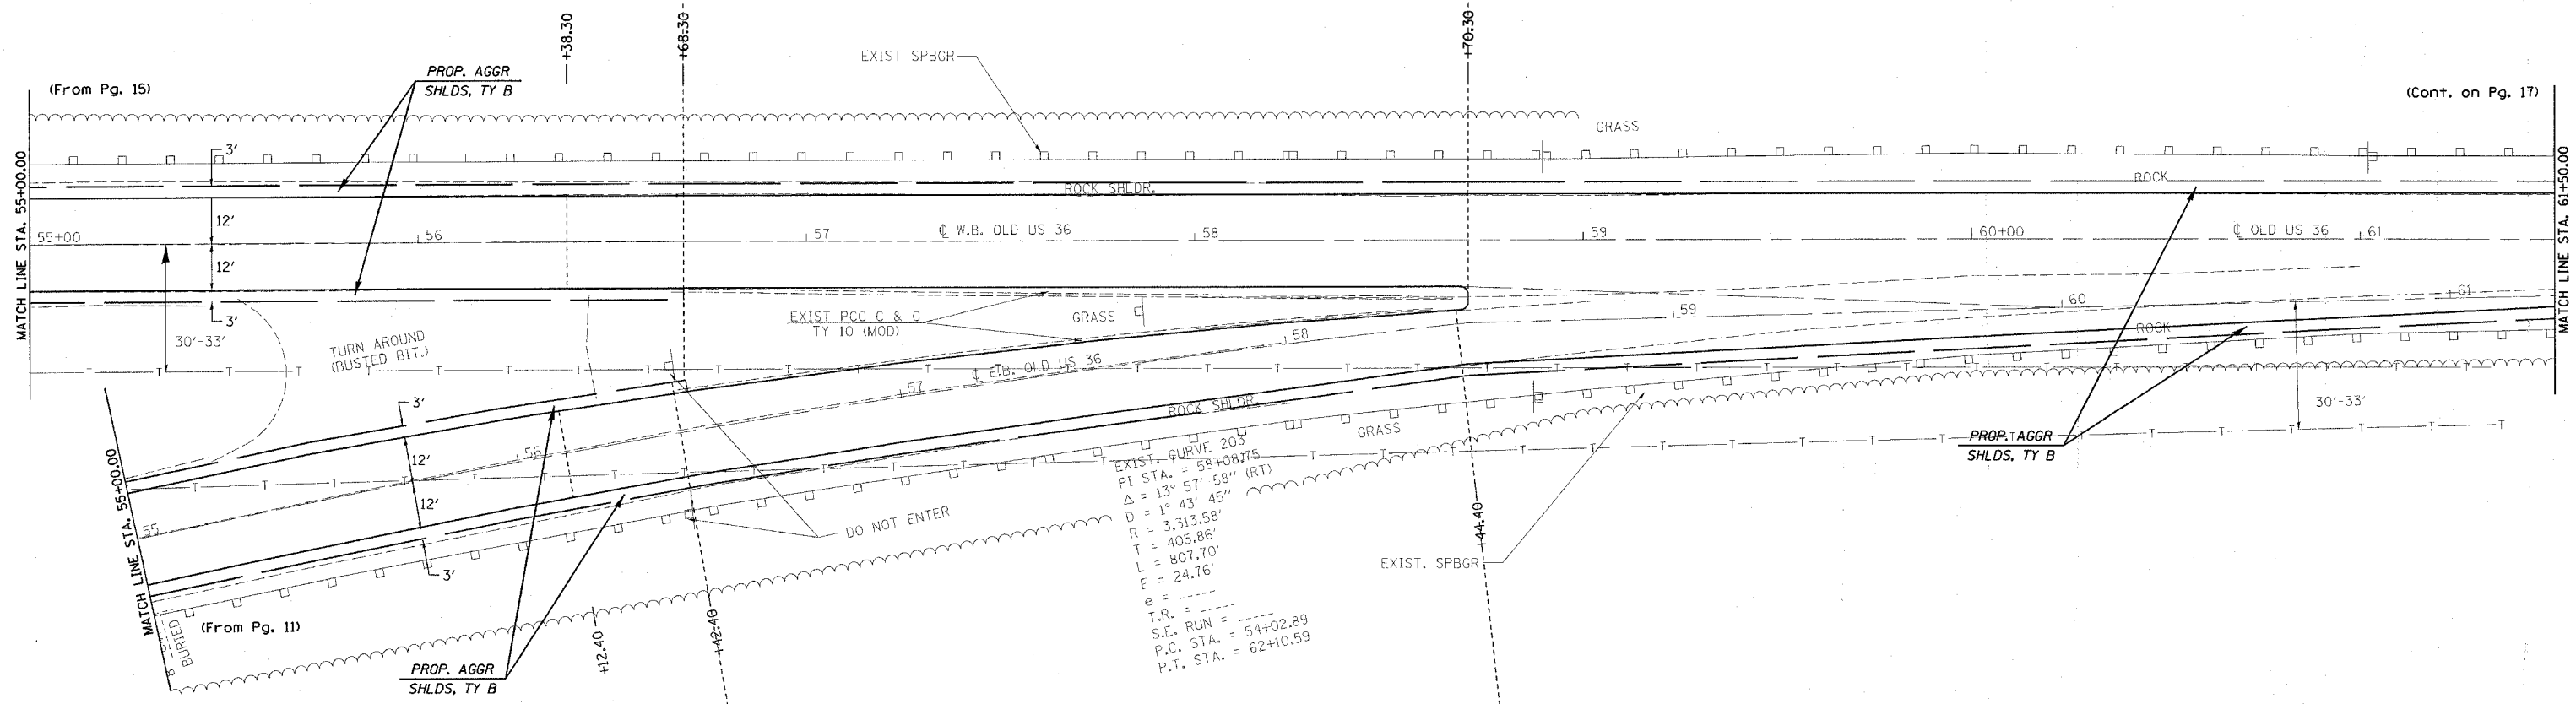 +38.30
+68.30
+70.30
EXIST SPBGR
PROP. AGGR
SHLDS, TY B
(From Pg. 15)
(Cont. on Pg. 17)
GRASS
MATCH LINE STA. 55+00.00
MATCH LINE STA. 61+50.00
3'
ROCK SHLDR.
ROCK
12'
55+00
56
57
℄ W.B. OLD US 36
58
59
60+00
℄ OLD US 36
61
12'
3'
30'-33'
TURN AROUND
(BUSTED BIT.)
EXIST PCC C & G
TY 10 (MOD)
GRASS
59
60
61
ROCK
58
℄ E.B. OLD US 36
57
T T T T T T
3'
ROCK SHLDR.
GRASS
30'-33'
PROP. AGGR
SHLDS, TY B
12'
56
12'
55
3'
MATCH LINE STA. 55+00.00
DO NOT ENTER
EXIST. CURVE 203
PI STA. = 58+08.75
Δ = 13° 57' 58" (RT)
D = 1° 43' 45"
R = 3,313.58'
T = 405.86'
L = 807.70'
E = 24.76'
e = -----
T.R. = -----
S.E. RUN = -----
P.C. STA. = 54+02.89
P.T. STA. = 62+10.59
+44.40
EXIST. SPBGR
(From Pg. 11)
BURIED
+12.40
+42.40
PROP. AGGR
SHLDS, TY B